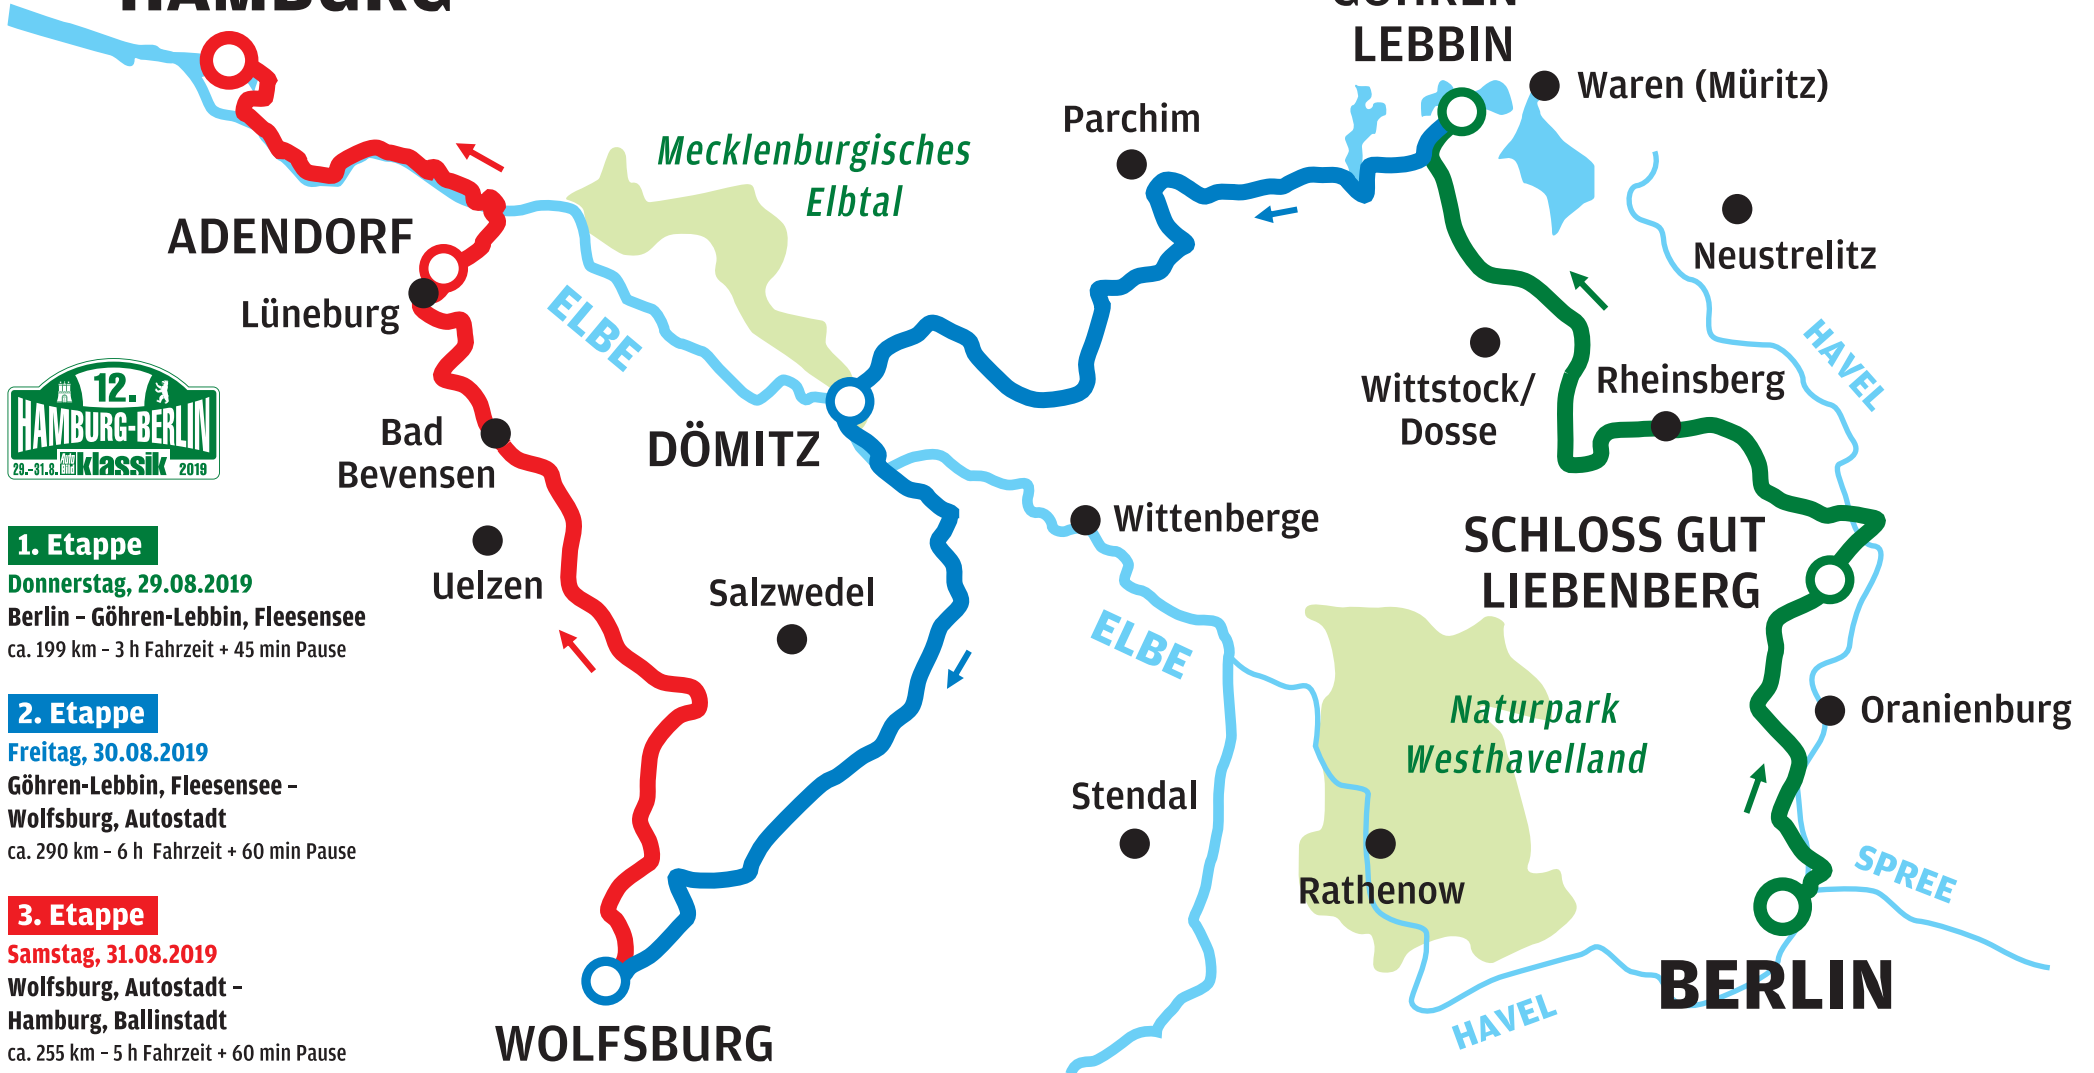 HAMBURG
GÖHREN
LEBBIN
Waren (Müritz)
Parchim
Mecklenburgisches
Elbtal
ADENDORF
Neustrelitz
Lüneburg
ELBE
HAVEL
Wittstock/
Dosse
Rheinsberg
12.
HAMBURG-BERLIN
29.-31.8. Auto Bild klassik 2019
Bad
Bevensen
DÖMITZ
Wittenberge
SCHLOSS GUT
LIEBENBERG
Uelzen
Salzwedel
ELBE
1. Etappe
Donnerstag, 29.08.2019
Berlin – Göhren-Lebbin, Fleesensee
ca. 199 km – 3 h Fahrzeit + 45 min Pause
2. Etappe
Freitag, 30.08.2019
Göhren-Lebbin, Fleesensee –
Wolfsburg, Autostadt
ca. 290 km – 6 h Fahrzeit + 60 min Pause
3. Etappe
Samstag, 31.08.2019
Wolfsburg, Autostadt –
Hamburg, Ballinstadt
ca. 255 km – 5 h Fahrzeit + 60 min Pause
Naturpark
Westhavelland
Oranienburg
Stendal
Rathenow
SPREE
BERLIN
HAVEL
WOLFSBURG